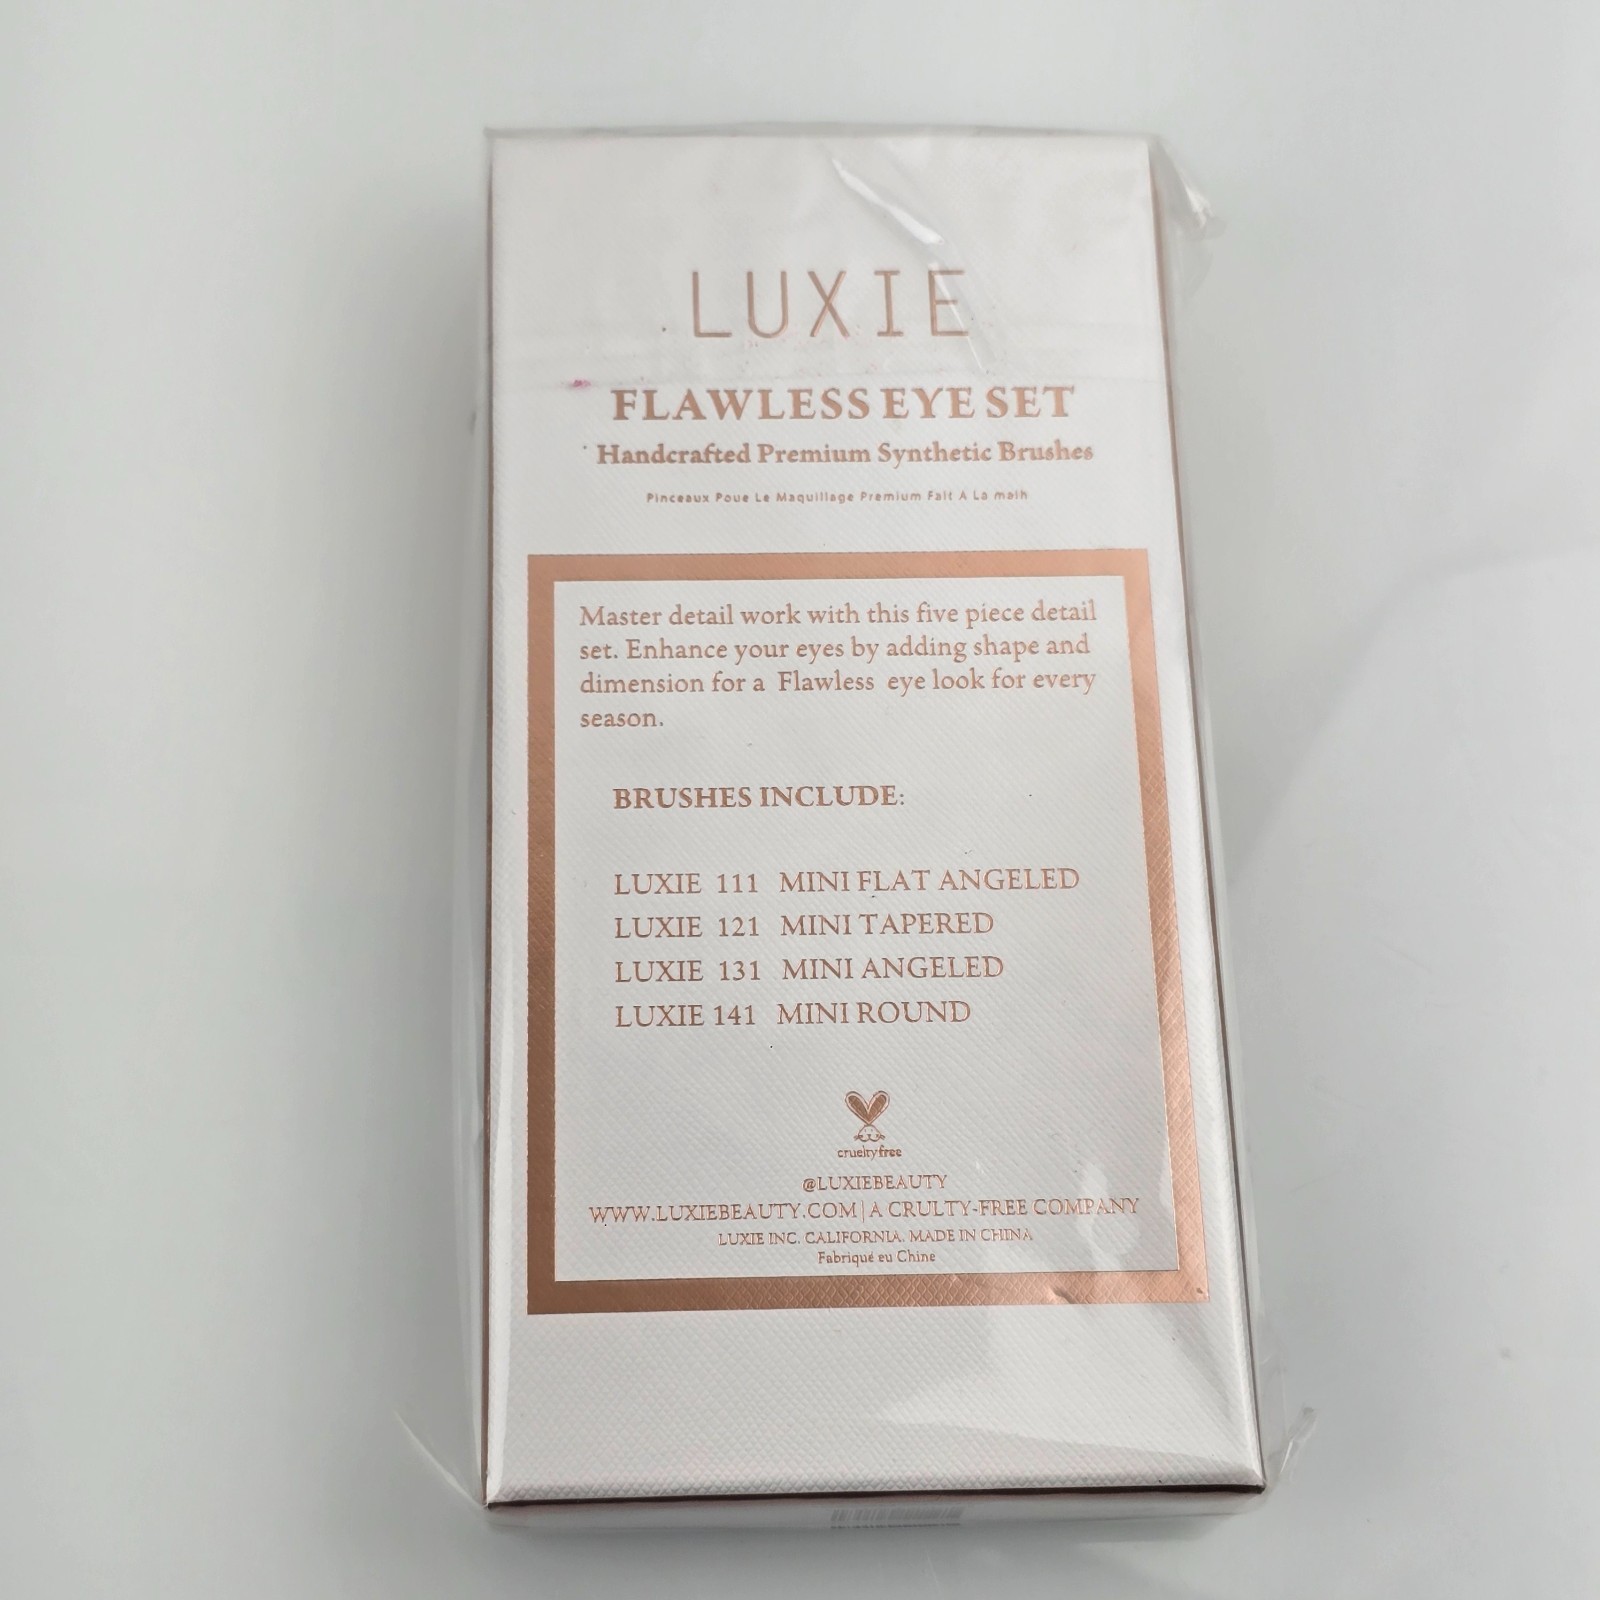 LUXIE
FLAWLESS EYE SET
Handcrafted Premium Synthetic Brushes
Pinceaux Poue Le Maquillage Premium Fait A La main
Master detail work with this five piece detail
set. Enhance your eyes by adding shape and
dimension for a Flawless eye look for every
season.
BRUSHES INCLUDE:
LUXIE 111 MINI FLAT ANGELED
LUXIE 121 MINI TAPERED
LUXIE 131 MINI ANGELED
LUXIE 141 MINI ROUND
crueltyfree
@LUXIEBEAUTY
WWW.LUXIEBEAUTY.COM|A CRULTY-FREE COMPANY
LUXIE INC. CALIFORNIA. MADE IN CHINA
Fabriqué eu Chine